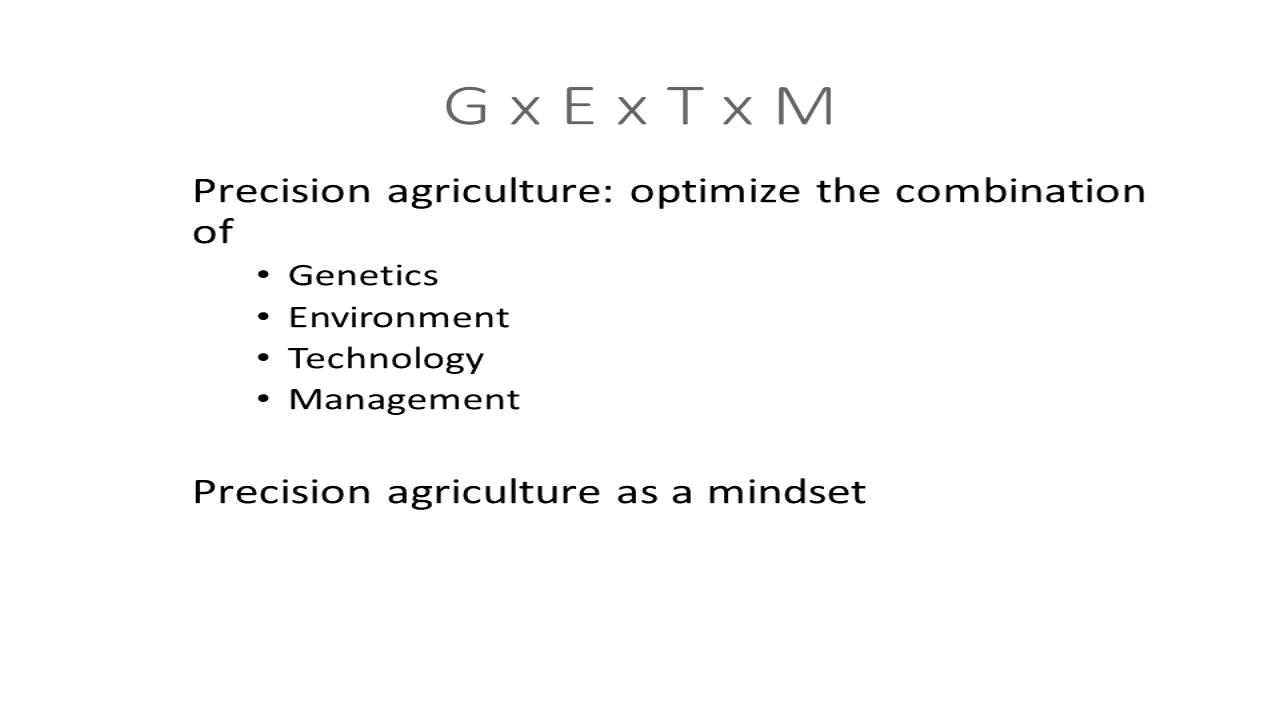 G x E x T x M
Precision agriculture: optimize the combination
of
• Genetics
• Environment
• Technology
• Management
Precision agriculture as a mindset